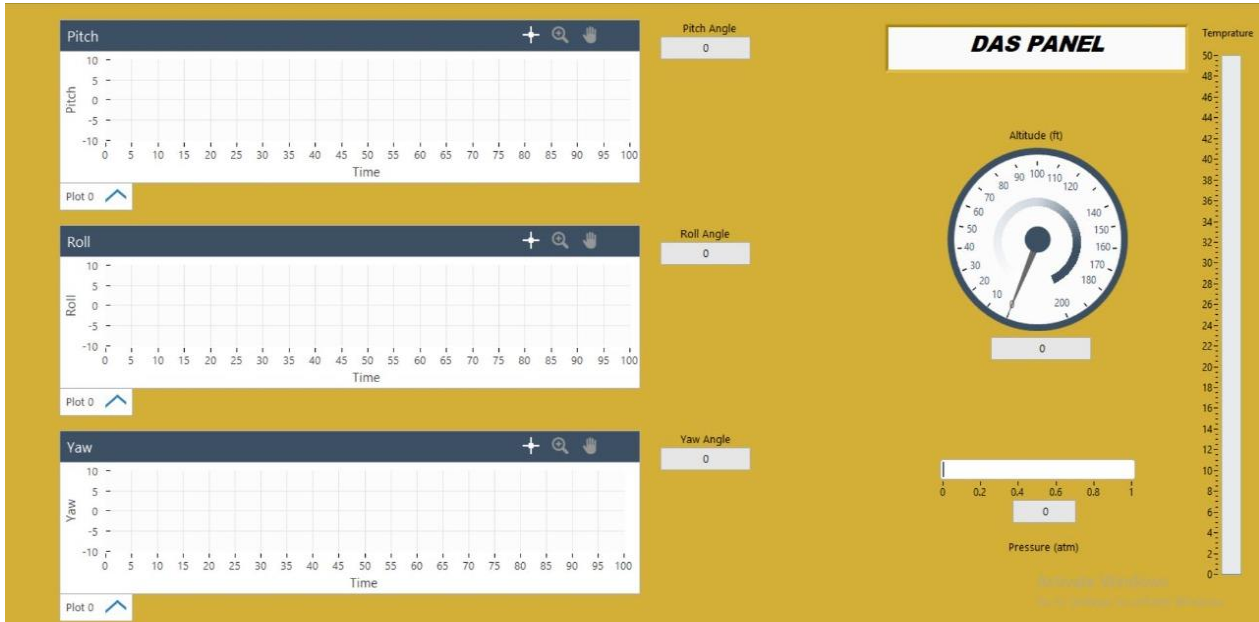 Pitch
Pitch
10
5
0
-5
-10
0 5 10 15 20 25 30 35 40 45 50 55 60 65 70 75 80 85 90 95 100
Time
Plot 0
Pitch Angle
0
Roll
Roll
10
5
0
-5
-10
0 5 10 15 20 25 30 35 40 45 50 55 60 65 70 75 80 85 90 95 100
Time
Plot 0
Roll Angle
0
Yaw
Yaw
10
5
0
-5
-10
0 5 10 15 20 25 30 35 40 45 50 55 60 65 70 75 80 85 90 95 100
Time
Plot 0
Yaw Angle
0
DAS PANEL
Altitude (ft)
0 10 20 30 40 50 60 70 80 90 100 110 120 140 150 160 170 180 200
0
0 0.2 0.4 0.6 0.8 1
0
Pressure (atm)
Temprature
50
48
46
44
42
40
38
36
34
32
30
28
26
24
22
20
18
16
14
12
10
8
6
4
2
0